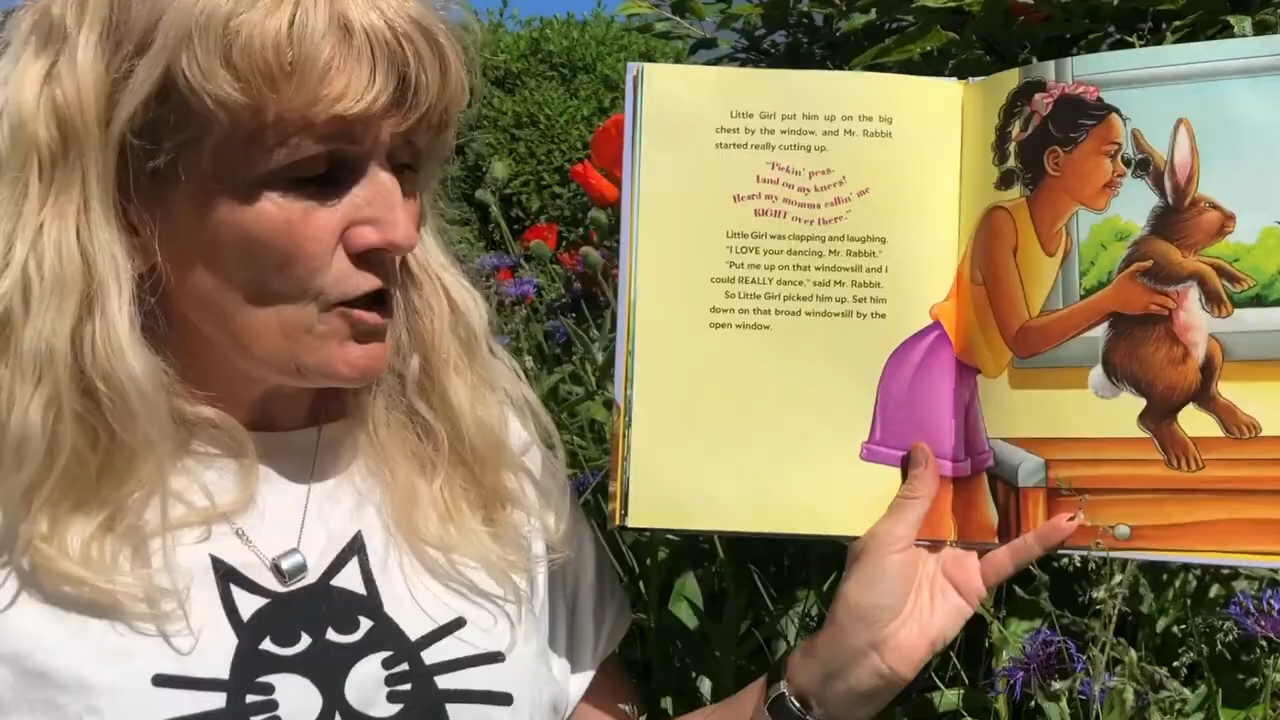 Little Girl put him up on the big
chest by the window, and Mr. Rabbit
started really cutting up.
"Pickin' peas.
Land on my knees!
Heard my momma callin' me
RIGHT over there."
Little Girl was clapping and laughing.
"I LOVE your dancing, Mr. Rabbit."
"Put me up on that windowsill and I
could REALLY dance," said Mr. Rabbit.
So Little Girl picked him up. Set him
down on that broad windowsill by the
open window.